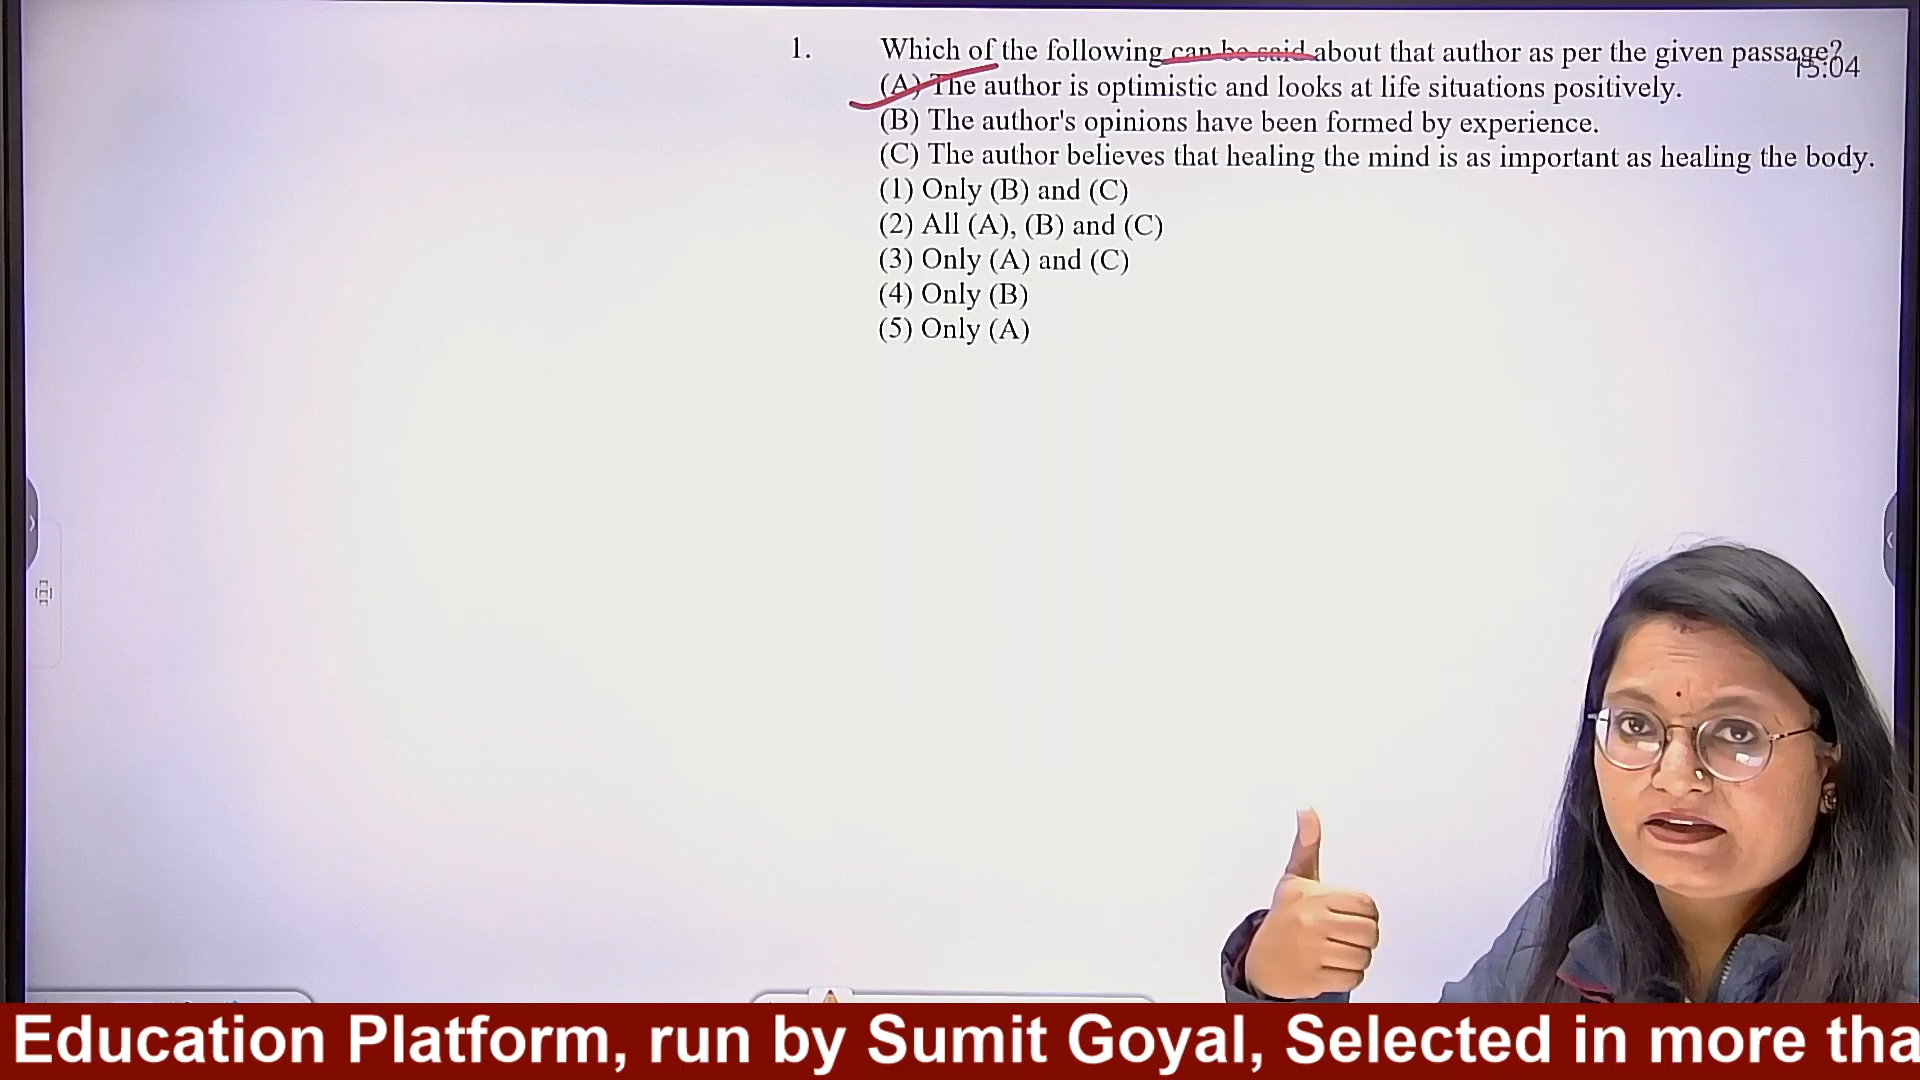 1. Which of the following can be said about that author as per the given passage?
15:04
(A) The author is optimistic and looks at life situations positively.
(B) The author's opinions have been formed by experience.
(C) The author believes that healing the mind is as important as healing the body.
(1) Only (B) and (C)
(2) All (A), (B) and (C)
(3) Only (A) and (C)
(4) Only (B)
(5) Only (A)
Education Platform, run by Sumit Goyal, Selected in more tha